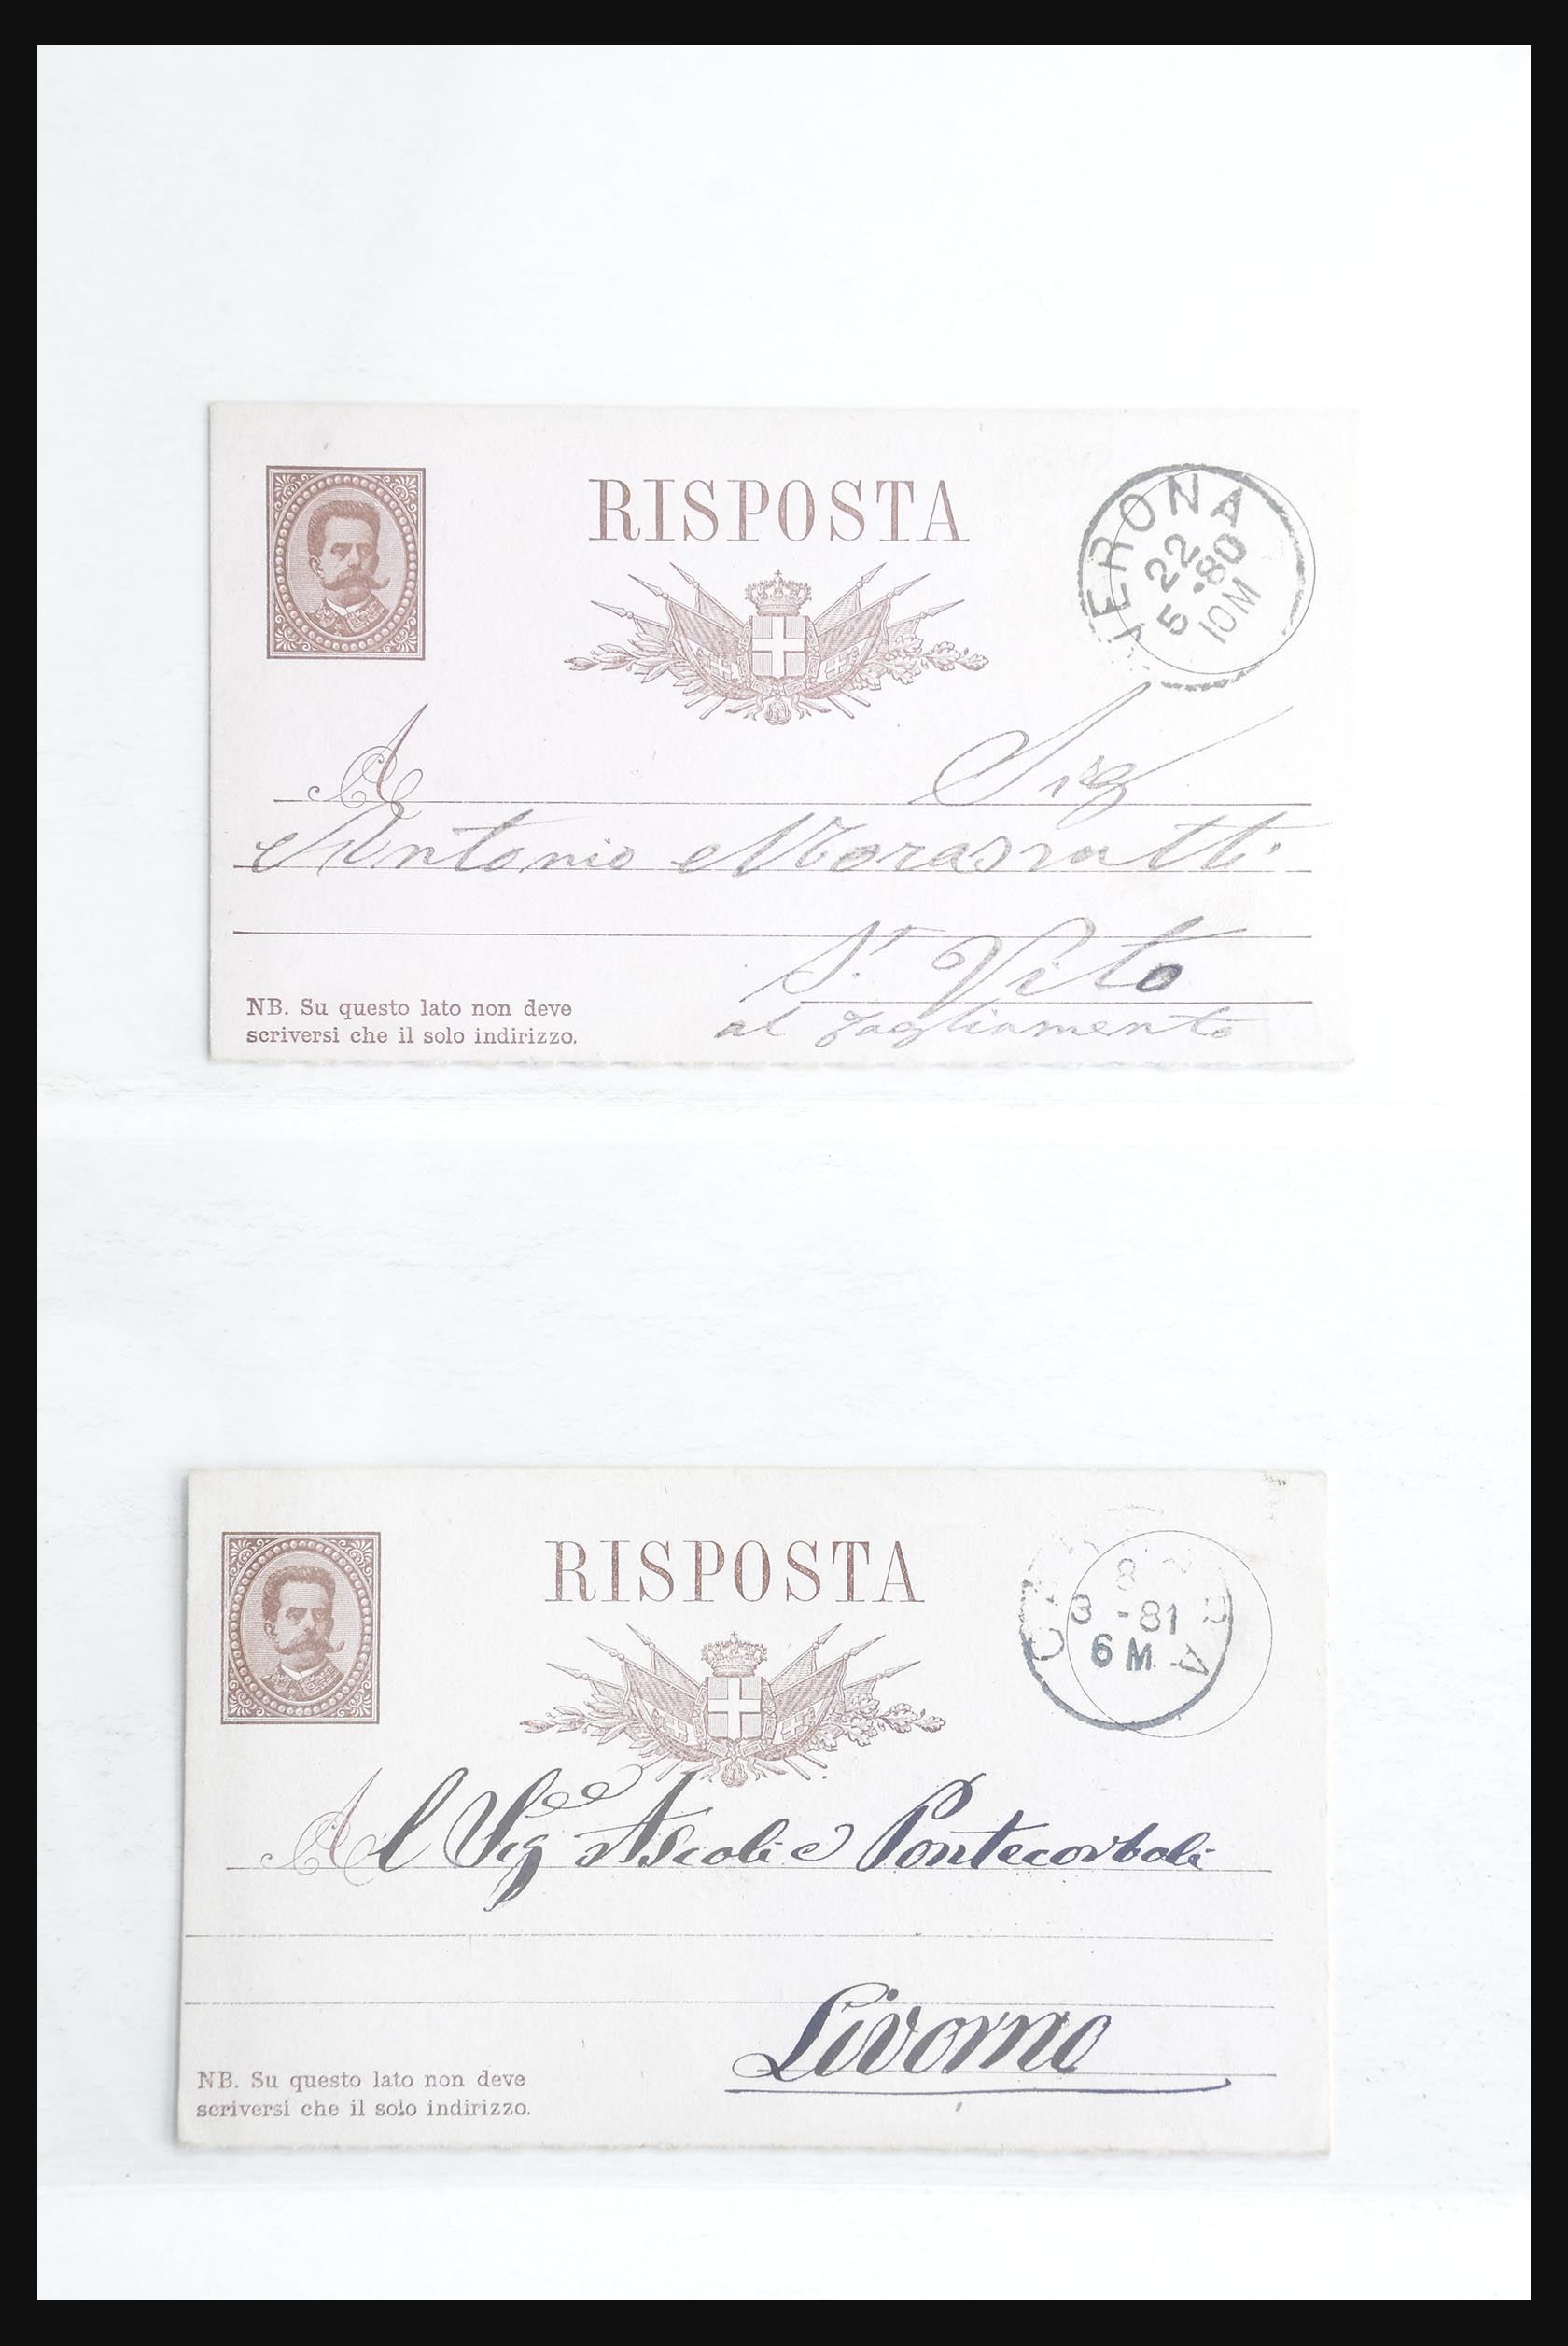 RISPOSTA
VERONA
22
5 -80
10M
A Sig
Antonio
St. Vito
al Tagliamento
NB. Su questo lato non deve
scriversi che il solo indirizzo.
RISPOSTA
8
3 -81
6 M
Al Sig Ascoli e Pontecorboli
Livorno
NB. Su questo lato non deve
scriversi che il solo indirizzo.